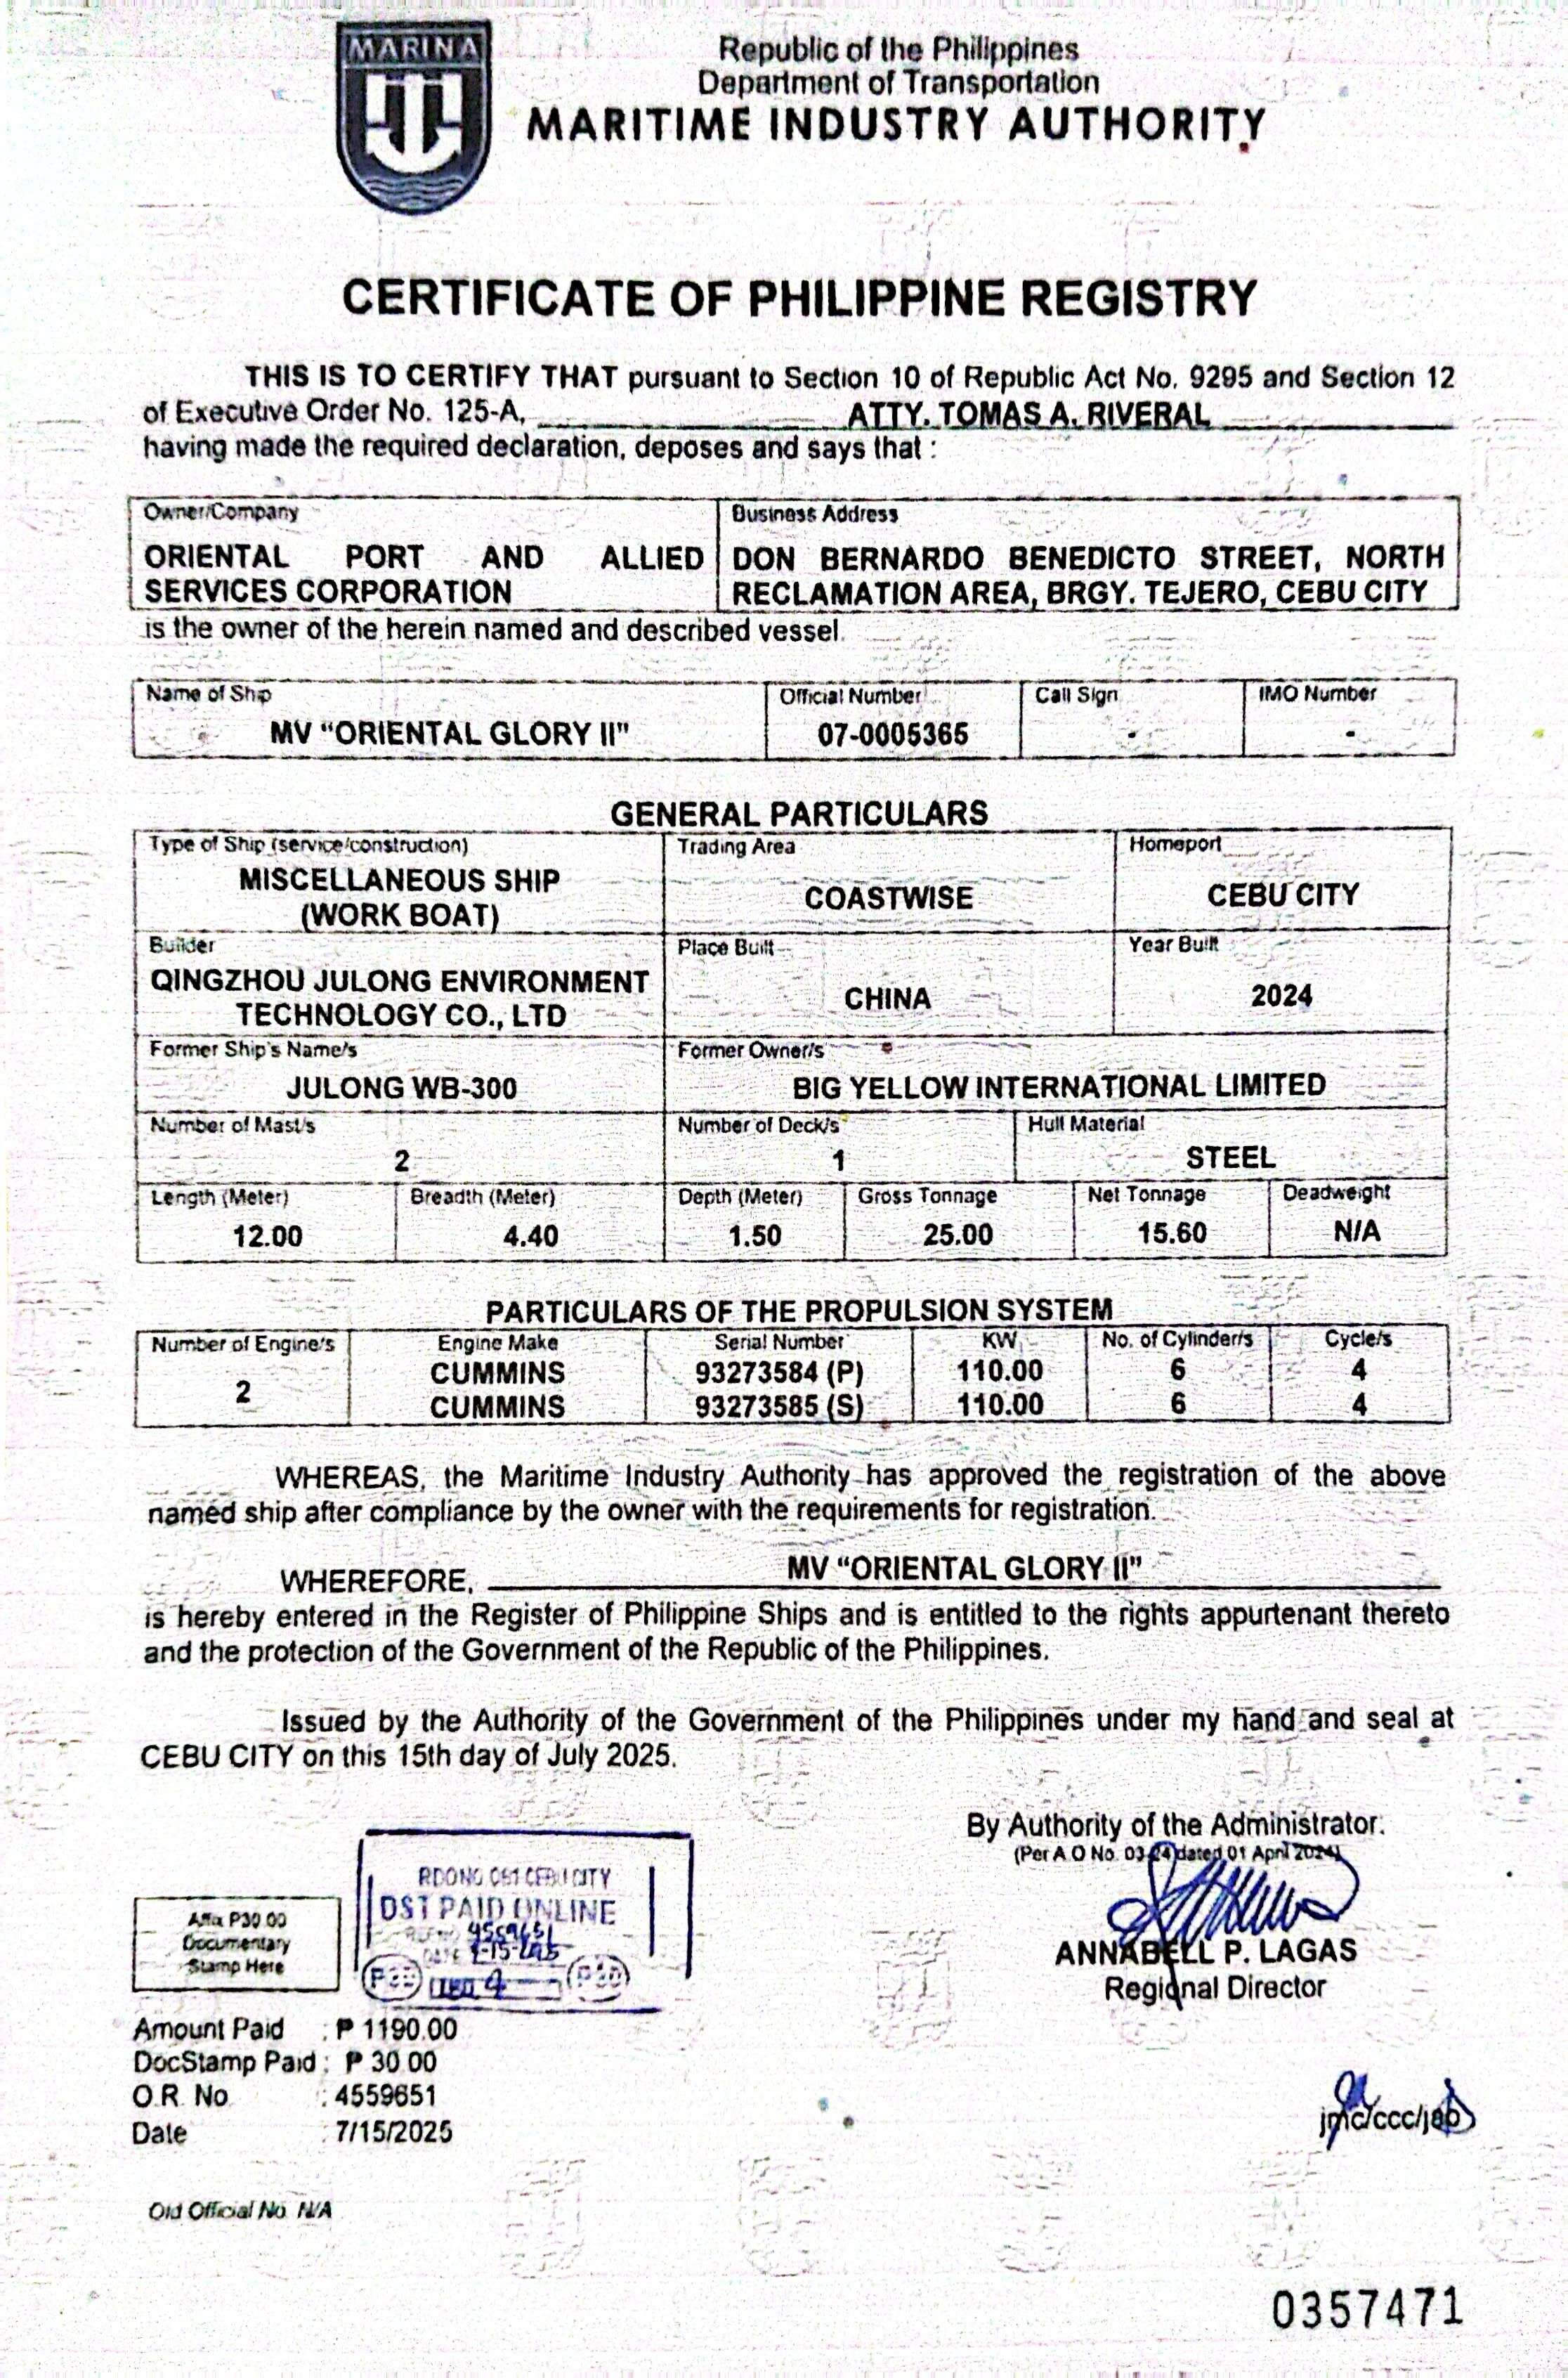 MARINA
Republic of the Philippines
Department of Transportation
MARITIME INDUSTRY AUTHORITY
CERTIFICATE OF PHILIPPINE REGISTRY
THIS IS TO CERTIFY THAT pursuant to Section 10 of Republic Act No. 9295 and Section 12
of Executive Order No. 125-A, ATTY. TOMAS A. RIVERAL
having made the required declaration, deposes and says that :
Owner/Company Business Address
ORIENTAL PORT AND ALLIED DON BERNARDO BENEDICTO STREET, NORTH
SERVICES CORPORATION RECLAMATION AREA, BRGY. TEJERO, CEBU CITY
is the owner of the herein named and described vessel.
Name of Ship Official Number Call Sign IMO Number
MV "ORIENTAL GLORY II" 07-0005365 - -
GENERAL PARTICULARS
Type of Ship (service/construction) Trading Area Homeport
MISCELLANEOUS SHIP COASTWISE CEBU CITY
(WORK BOAT)
Builder Place Built Year Built
QINGZHOU JULONG ENVIRONMENT CHINA 2024
TECHNOLOGY CO., LTD
Former Ship's Name/s Former Owner/s
JULONG WB-300 BIG YELLOW INTERNATIONAL LIMITED
Number of Mast/s Number of Deck/s Hull Material
2 1 STEEL
Length (Meter) Breadth (Meter) Depth (Meter) Gross Tonnage Net Tonnage Deadweight
12.00 4.40 1.50 25.00 15.60 N/A
PARTICULARS OF THE PROPULSION SYSTEM
Number of Engine/s Engine Make Serial Number KW No. of Cylinder/s Cycle/s
2 CUMMINS 93273584 (P) 110.00 6 4
CUMMINS 93273585 (S) 110.00 6 4
WHEREAS, the Maritime Industry Authority has approved the registration of the above
named ship after compliance by the owner with the requirements for registration.
WHEREFORE, MV "ORIENTAL GLORY II"
is hereby entered in the Register of Philippine Ships and is entitled to the rights appurtenant thereto
and the protection of the Government of the Republic of the Philippines.
Issued by the Authority of the Government of the Philippines under my hand and seal at
CEBU CITY on this 15th day of July 2025.
By Authority of the Administrator:
(Per A O No. 03-24 dated 01 April 2024)
ANNABELL P. LAGAS
Regional Director
CEBU CITY
DST PAID ONLINE
4559651
Affix P30.00
Documentary
Stamp Here
Amount Paid : ₱ 1190.00
DocStamp Paid : ₱ 30.00
O.R. No : 4559651
Date : 7/15/2025
jmc/ccc/jab
Old Official No. N/A
0357471